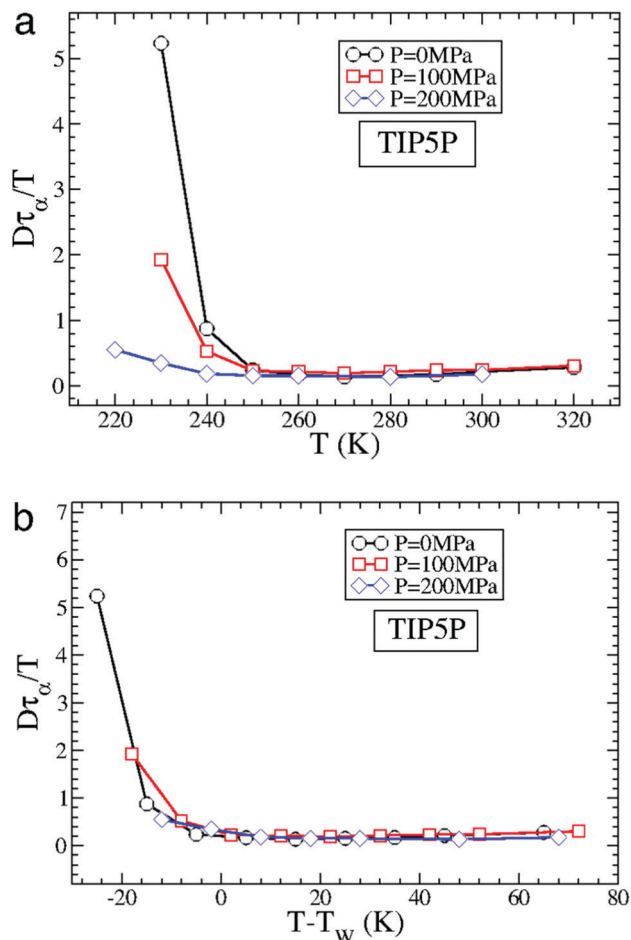 a
P=0MPa
P=100MPa
P=200MPa
TIP5P
5
4
3
2
1
0
Dτα/T
220 240 260 280 300 320
T (K)
b
P=0MPa
P=100MPa
P=200MPa
TIP5P
7
6
5
4
3
2
1
0
Dτα/T
-20 0 20 40 60 80
T-TW (K)